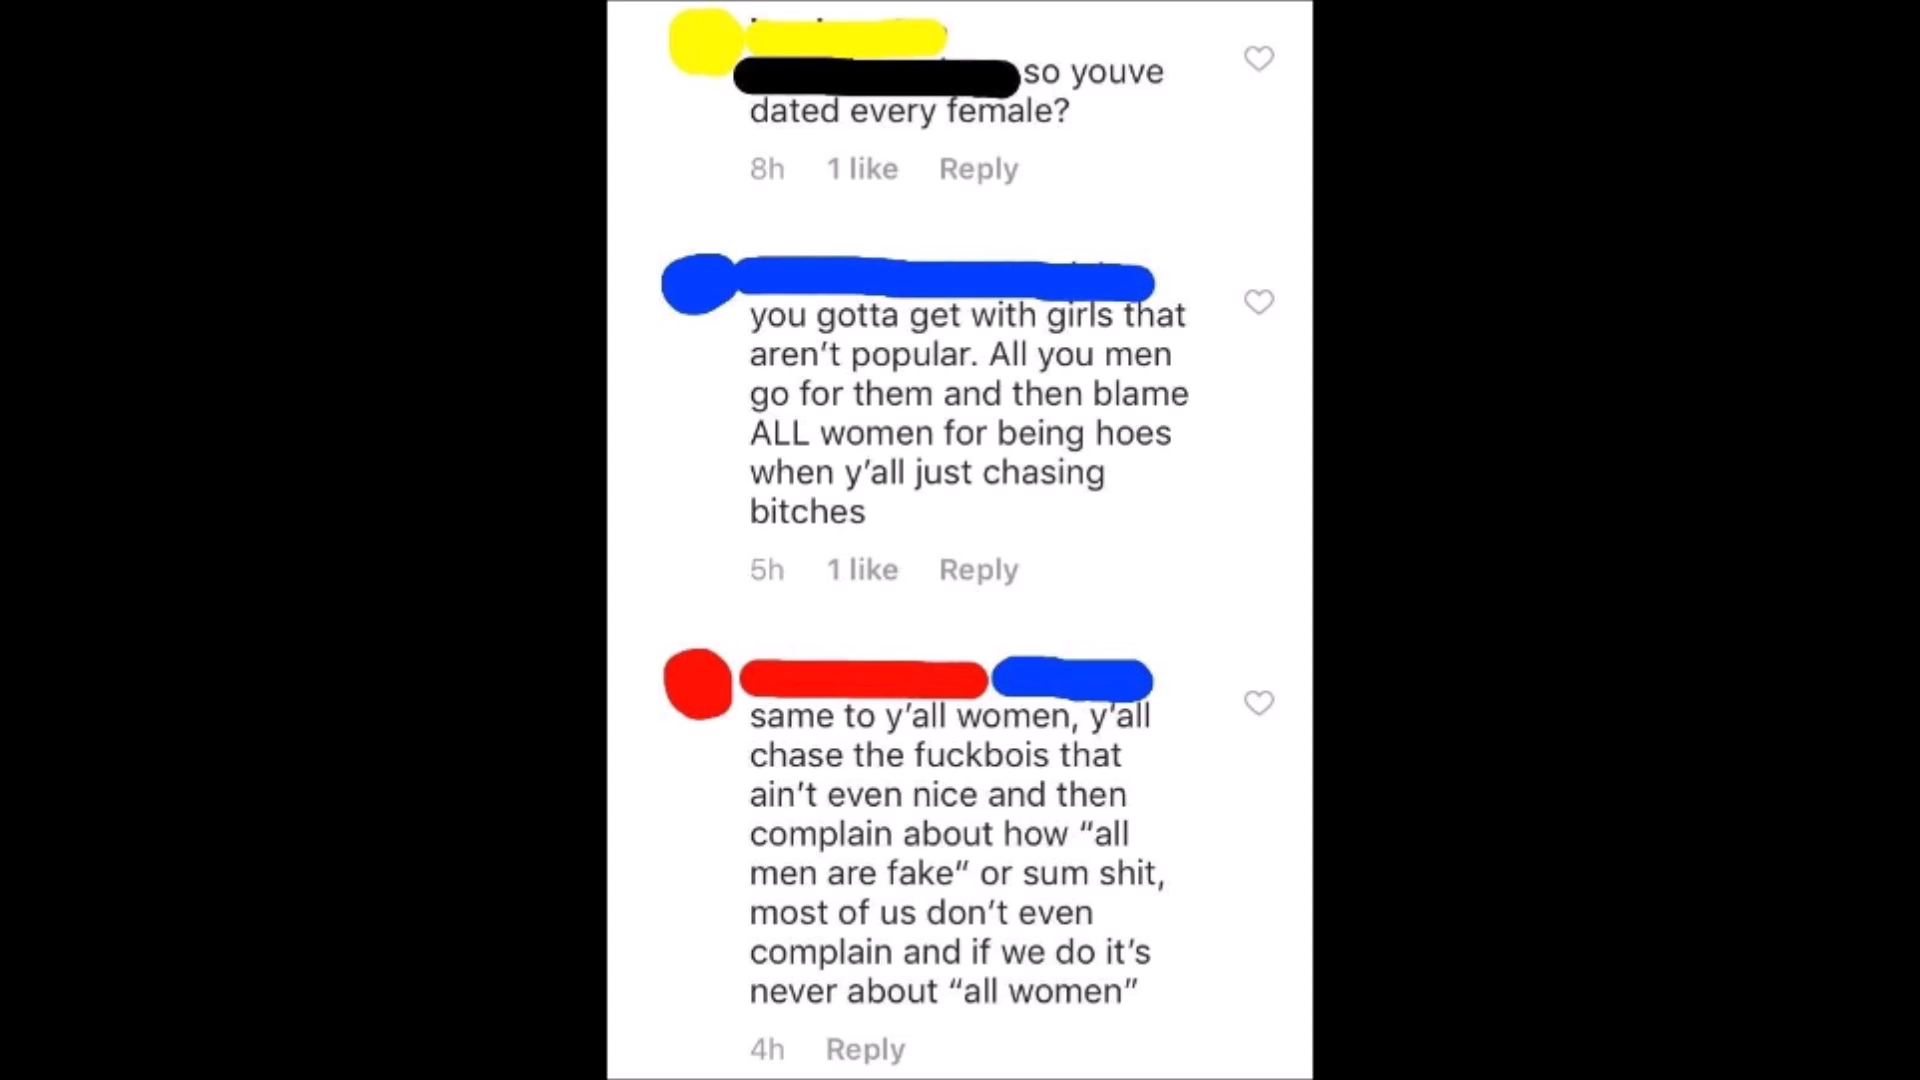 so youve
dated every female?
8h 1 like Reply
you gotta get with girls that
aren’t popular. All you men
go for them and then blame
ALL women for being hoes
when y’all just chasing
bitches
5h 1 like Reply
same to y’all women, y’all
chase the fuckbois that
ain’t even nice and then
complain about how “all
men are fake“ or sum shit,
most of us don’t even
complain and if we do it’s
never about “all women”
4h Reply